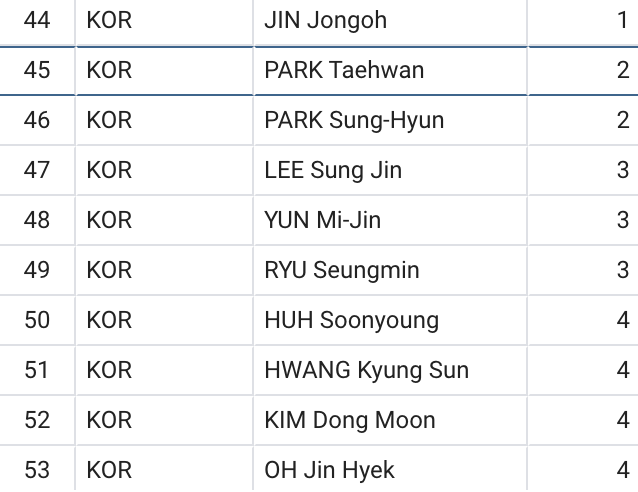 44 KOR JIN Jongoh 1
45 KOR PARK Taehwan 2
46 KOR PARK Sung-Hyun 2
47 KOR LEE Sung Jin 3
48 KOR YUN Mi-Jin 3
49 KOR RYU Seungmin 3
50 KOR HUH Soonyoung 4
51 KOR HWANG Kyung Sun 4
52 KOR KIM Dong Moon 4
53 KOR OH Jin Hyek 4